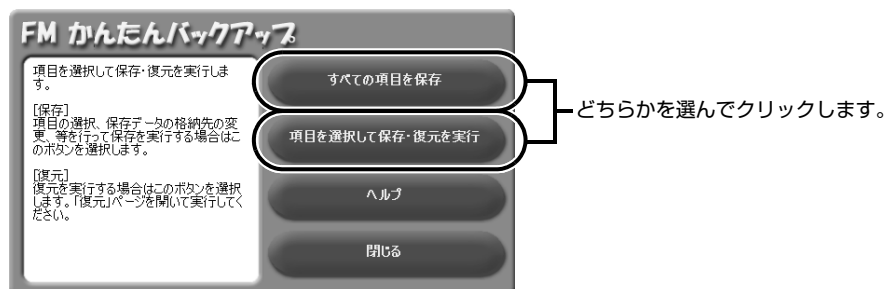 FM かんたんバックアップ
項目を選択して保存・復元を実行しま
す。
[保存]
項目の選択、保存データの格納先の変
更、等を行って保存を実行する場合はこ
のボタンを選択します。
[復元]
復元を実行する場合はこのボタンを選択
します。「復元」ページを開いて実行してく
ださい。
すべての項目を保存
項目を選択して保存・復元を実行
ヘルプ
閉じる
どちらかを選んでクリックします。